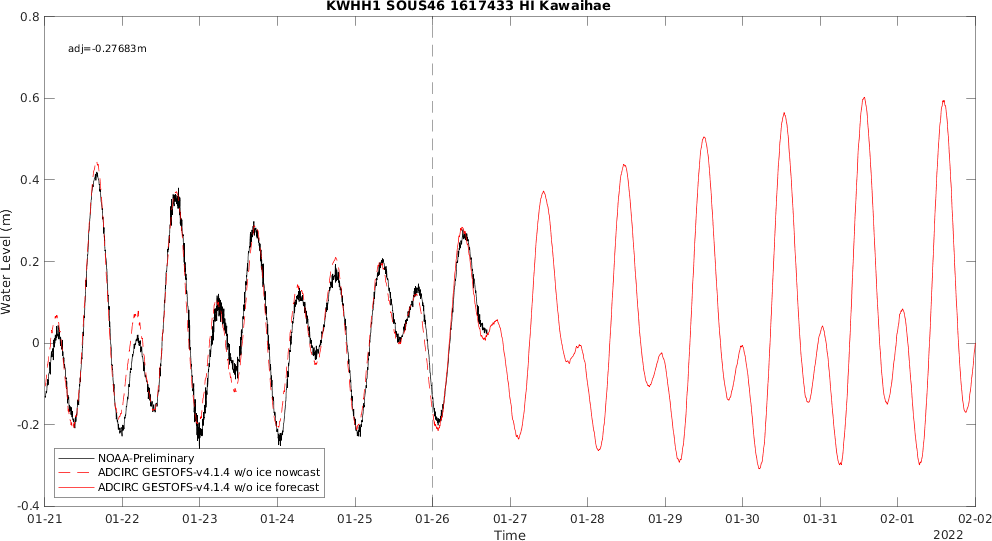 KWHH1 SOUS46 1617433 HI Kawaihae
0.8
adj=-0.27683m
0.6
0.4
0.2
0
-0.2
-0.4
Water Level (m)
NOAA-Preliminary
ADCIRC GESTOFS-v4.1.4 w/o ice nowcast
ADCIRC GESTOFS-v4.1.4 w/o ice forecast
01-21 01-22 01-23 01-24 01-25 01-26 01-27 01-28 01-29 01-30 01-31 02-01 02-02
Time
2022